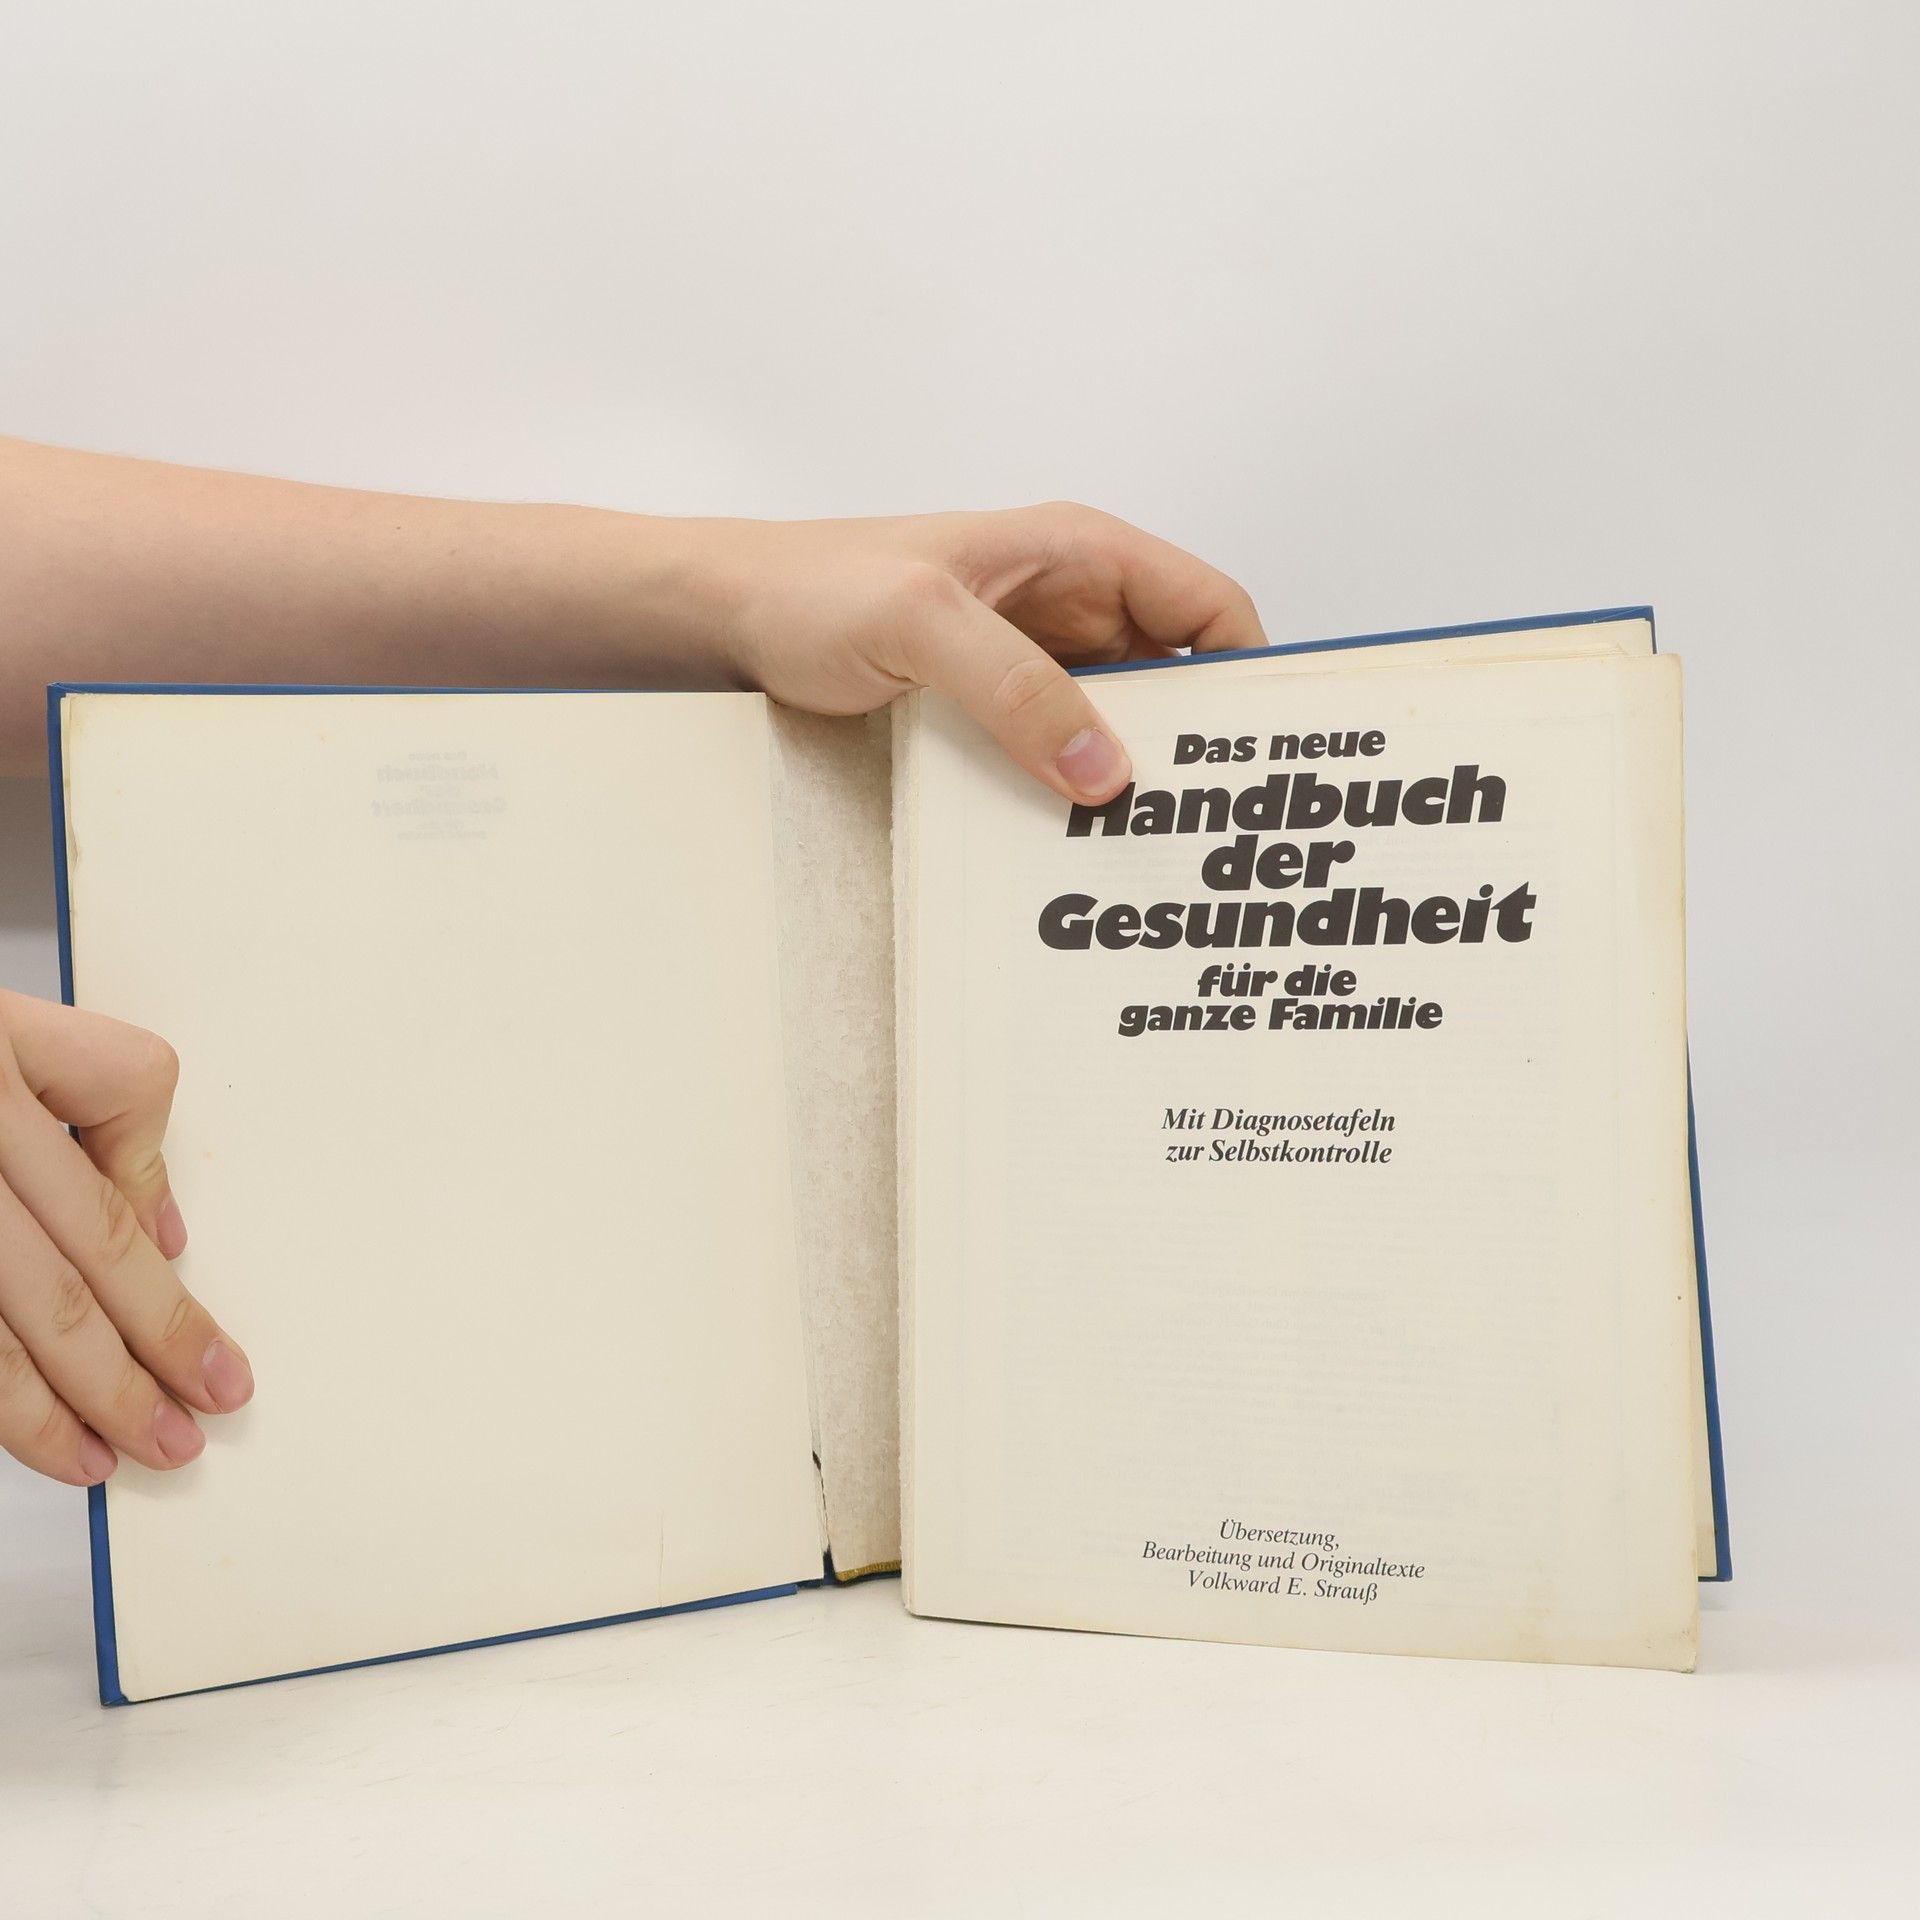 Das neue
Handbuch
der
Gesundheit
für die
ganze Familie
Mit Diagnosetafeln
zur Selbstkontrolle
Übersetzung,
Bearbeitung und Originaltexte
Volkward E. Strauß